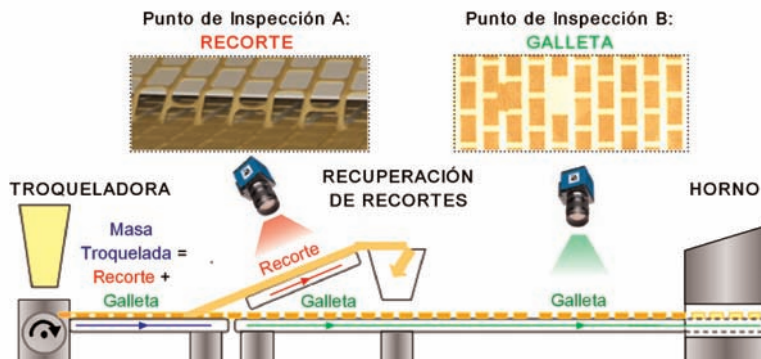 Punto de Inspección A:
RECORTE
Punto de Inspección B:
GALLETA
TROQUELADORA
RECUPERACIÓN
DE RECORTES
HORNO
Masa
Troquelada =
Recorte +
Galleta
Recorte
Galleta
Galleta